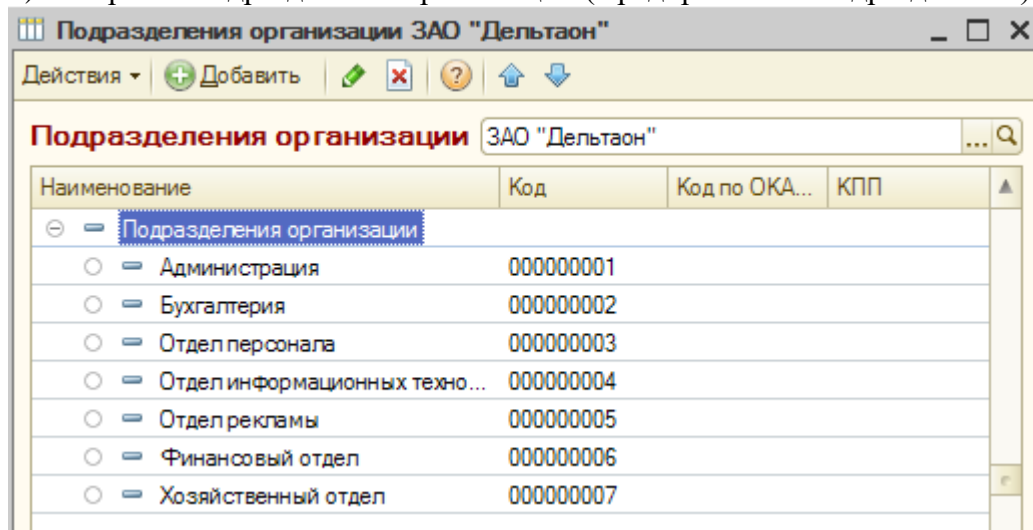 Подразделения организации ЗАО "Дельтаон"
Действия Добавить
Подразделения организации ЗАО "Дельтаон" ...
Наименование Код Код по ОКА... КПП
Подразделения организации
Администрация 000000001
Бухгалтерия 000000002
Отдел персонала 000000003
Отдел информационных техно... 000000004
Отдел рекламы 000000005
Финансовый отдел 000000006
Хозяйственный отдел 000000007